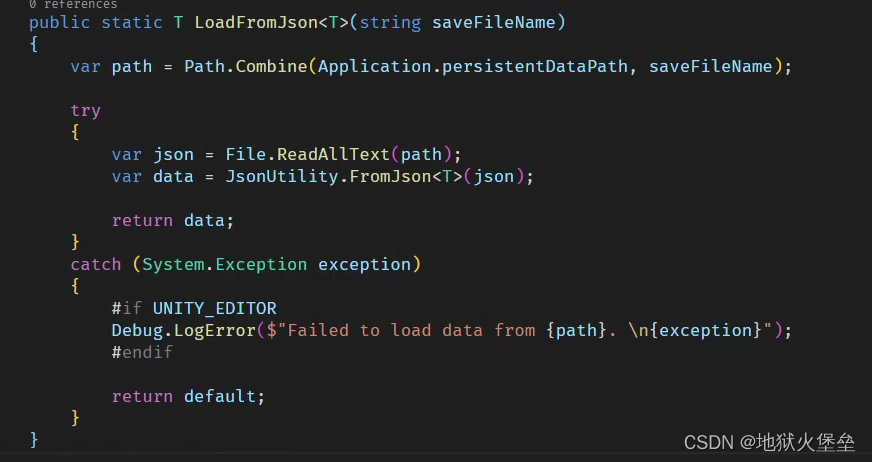 0 references
public static T LoadFromJson<T>(string saveFileName)
{
    var path = Path.Combine(Application.persistentDataPath, saveFileName);

    try
    {
        var json = File.ReadAllText(path);
        var data = JsonUtility.FromJson<T>(json);

        return data;
    }
    catch (System.Exception exception)
    {
        #if UNITY_EDITOR
        Debug.LogError($"Failed to load data from {path}. \n{exception}");
        #endif

        return default;
    }
}
CSDN @地狱火堡垒